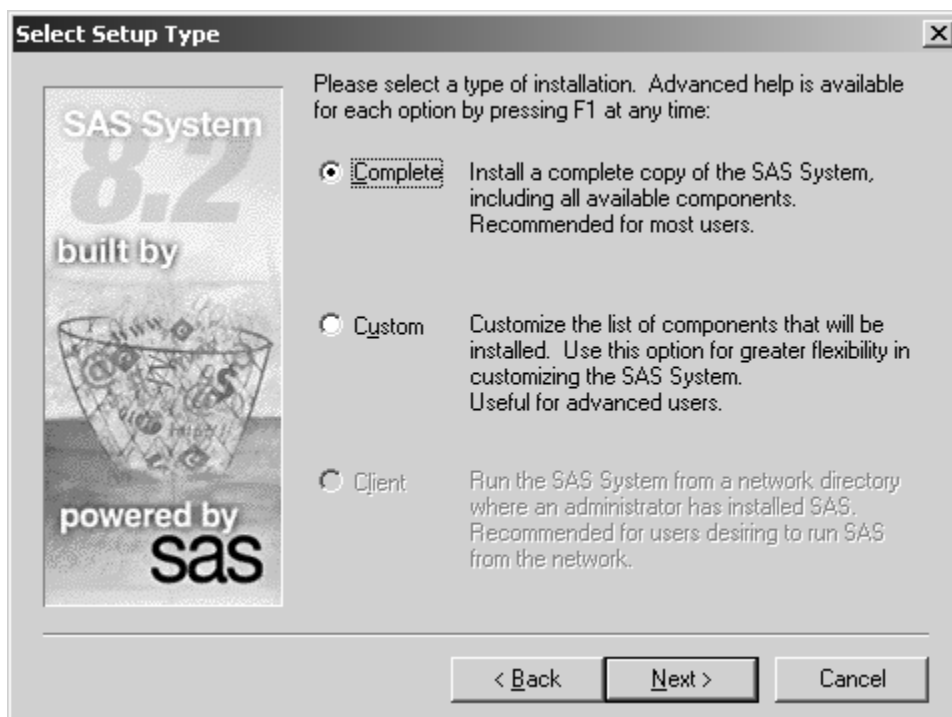 Select Setup Type
Please select a type of installation. Advanced help is available
for each option by pressing F1 at any time:
SAS System
8.2
built by
powered by
sas
Complete
Install a complete copy of the SAS System,
including all available components.
Recommended for most users.
Custom
Customize the list of components that will be
installed. Use this option for greater flexibility in
customizing the SAS System.
Useful for advanced users.
Client
Run the SAS System from a network directory
where an administrator has installed SAS.
Recommended for users desiring to run SAS
from the network.
< Back
Next >
Cancel